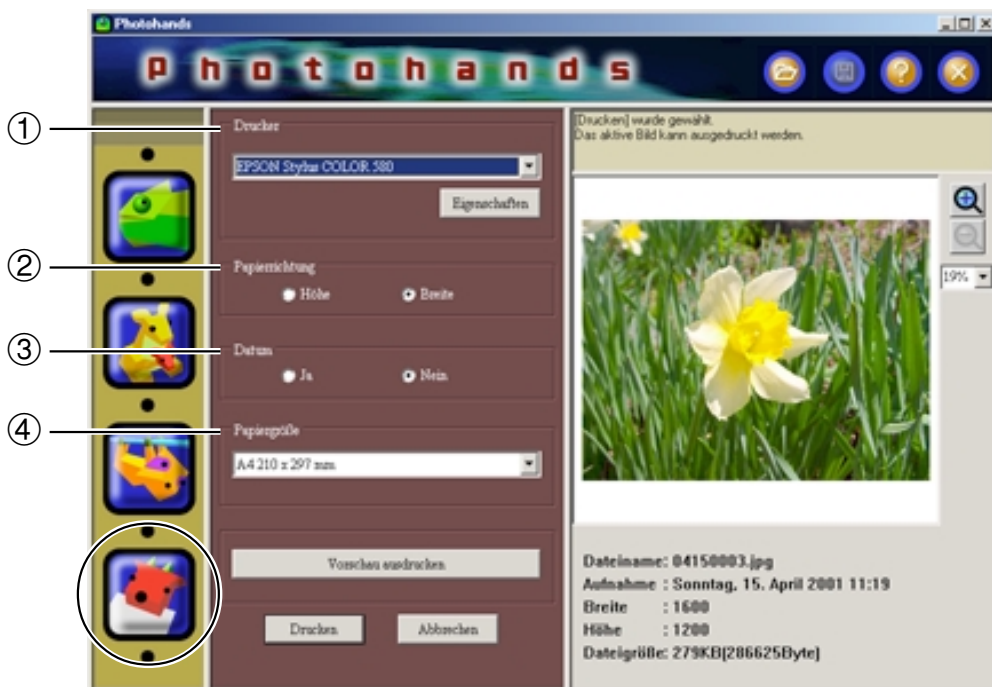 Photohands
Photohands
① Drucker
EPSON Stylus COLOR 580
Eigenschaften
② Papierrichtung
Höhe Breite
③ Datum
Ja Nein
④ Papiergröße
A4 210 x 297 mm
Vorschau ausdrucken
Drucken Abbrechen
[Drucken] wurde gewählt.
Das aktive Bild kann ausgedruckt werden.
19%
Dateiname: 04150003.jpg
Aufnahme : Sonntag, 15. April 2001 11:19
Breite : 1600
Höhe : 1200
Dateigröße: 279KB(286625Byte)